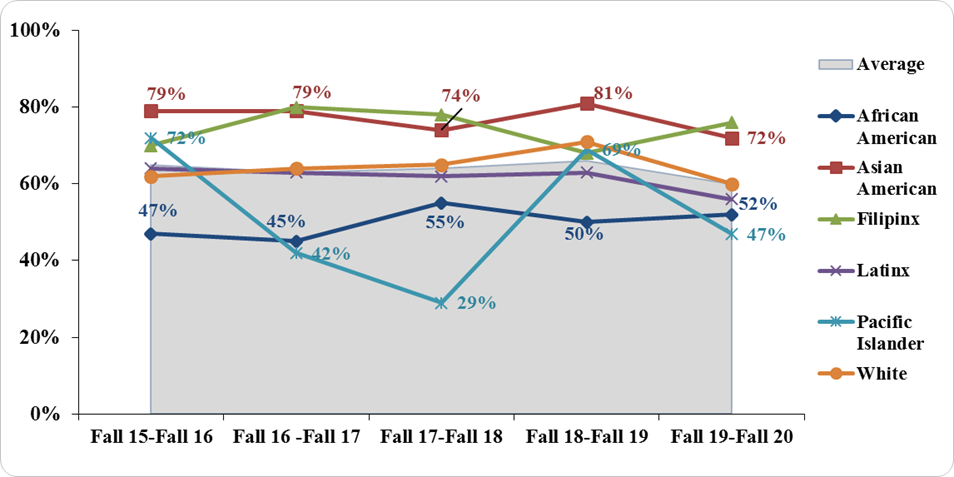 100%
80%
60%
40%
20%
0%
79%
79%
74%
81%
72%
72%
42%
29%
69%
47%
47%
45%
55%
50%
52%
Fall 15-Fall 16
Fall 16 -Fall 17
Fall 17-Fall 18
Fall 18-Fall 19
Fall 19-Fall 20
Average
African
American
Asian
American
Filipinx
Latinx
Pacific
Islander
White